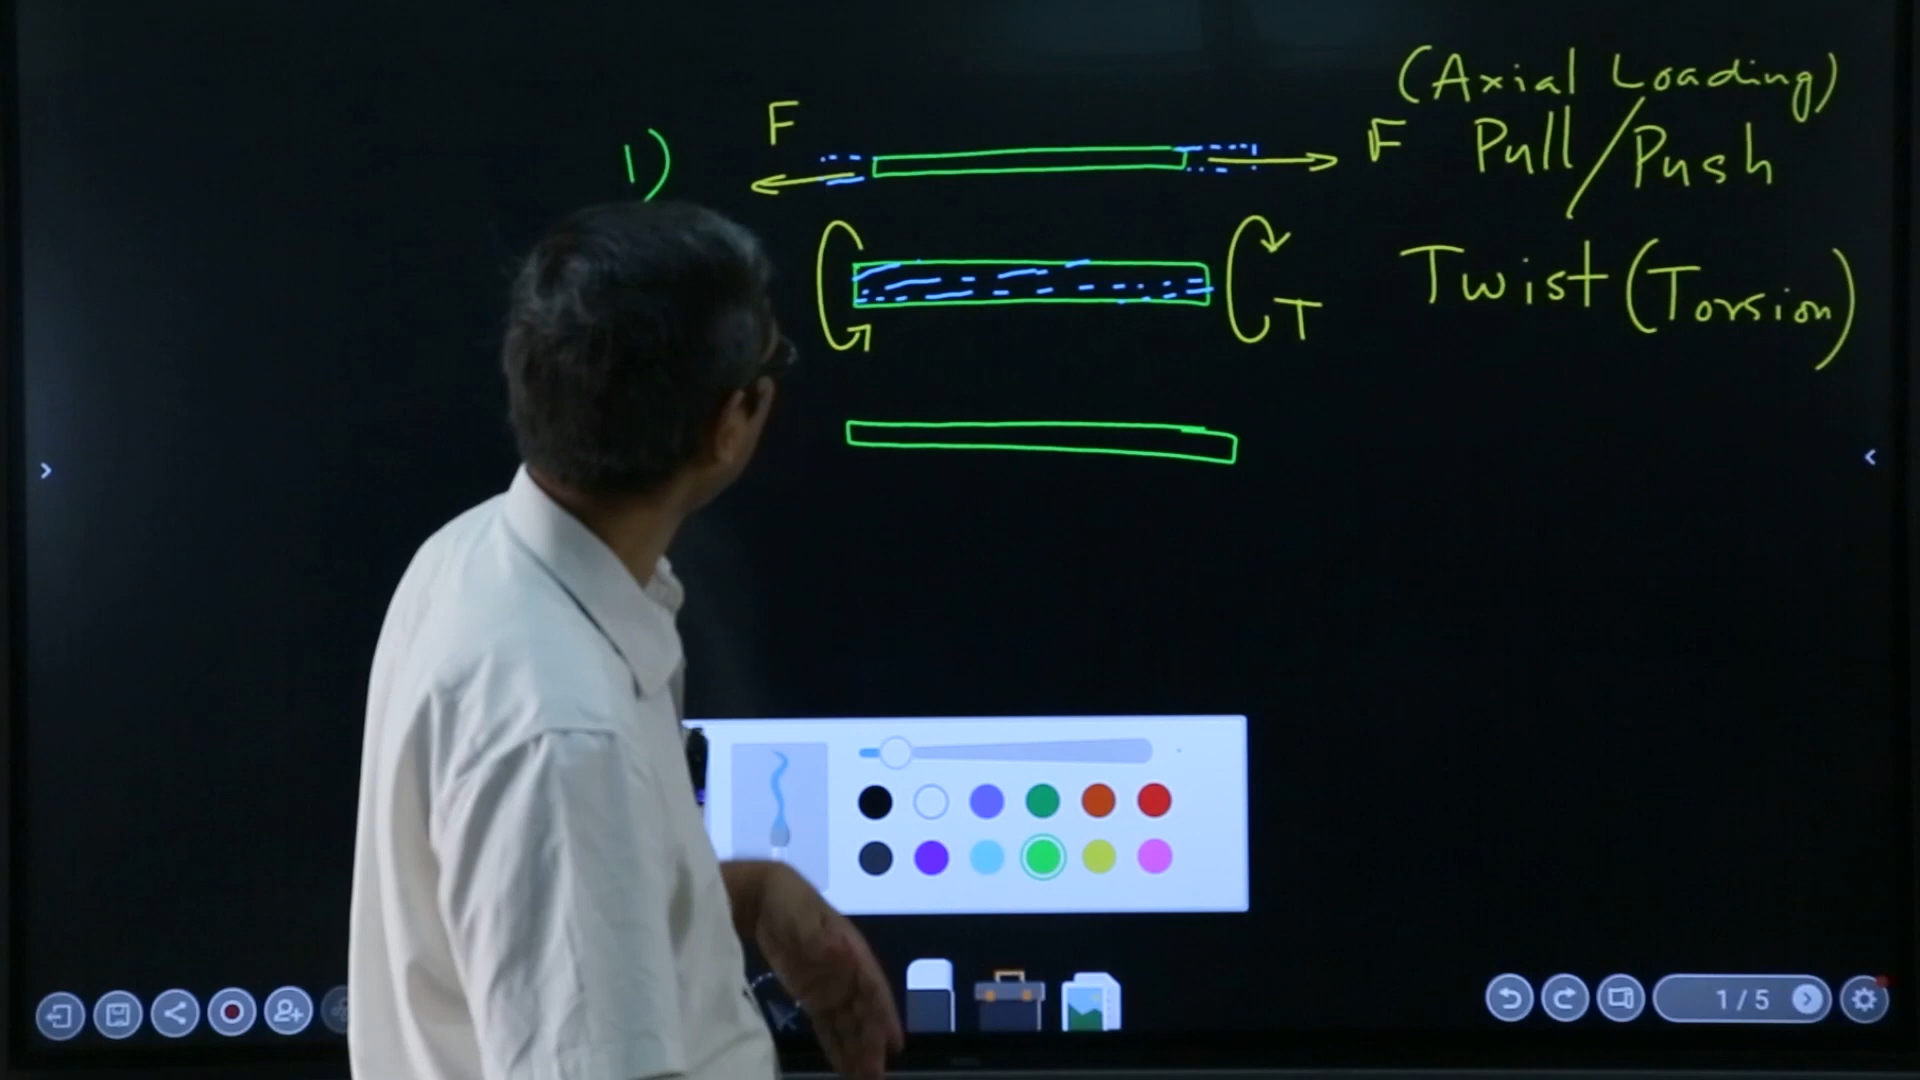 (Axial Loading)
1) F F Pull/Push
T Twist (Torsion)
1/5